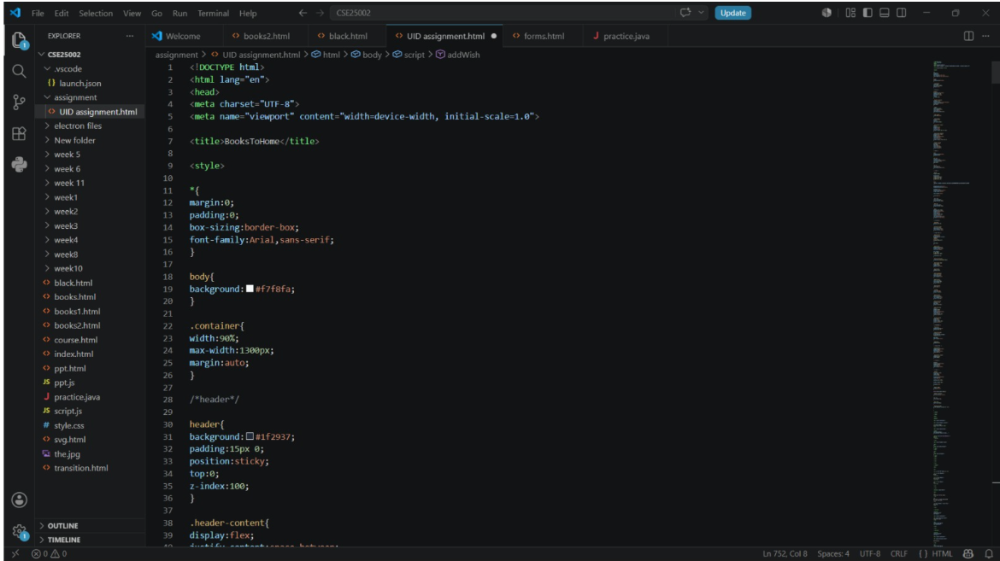 File Edit Selection View Go Run Terminal Help
CSE25002
Update
EXPLORER
CSE25002
.vscode
{} launch.json
assignment
<> UID assignment.html
electron files
New folder
week 5
week 6
week 11
week1
week2
week3
week4
week8
week10
<> black.html
<> books.html
<> books1.html
<> books2.html
<> course.html
<> index.html
<> ppt.html
JS ppt.js
J practice.java
JS script.js
# style.css
<> svg.html
the.jpg
<> transition.html
OUTLINE
TIMELINE
Welcome <> books2.html <> black.html <> UID assignment.html <> forms.html J practice.java
assignment > <> UID assignment.html > html > body > script > addWish
1 <!DOCTYPE html>
2 <html lang="en">
3 <head>
4 <meta charset="UTF-8">
5 <meta name="viewport" content="width=device-width, initial-scale=1.0">
6
7 <title>BooksToHome</title>
8
9 <style>
10
11 *{
12 margin:0;
13 padding:0;
14 box-sizing:border-box;
15 font-family:Arial,sans-serif;
16 }
17
18 body{
19 background:#f7f8fa;
20 }
21
22 .container{
23 width:90%;
24 max-width:1300px;
25 margin:auto;
26 }
27
28 /*header*/
29
30 header{
31 background:#1f2937;
32 padding:15px 0;
33 position:sticky;
34 top:0;
35 z-index:100;
36 }
37
38 .header-content{
39 display:flex;
40 justify-content:space-between;
0 0 Ln 752, Col 8 Spaces: 4 UTF-8 CRLF {} HTML